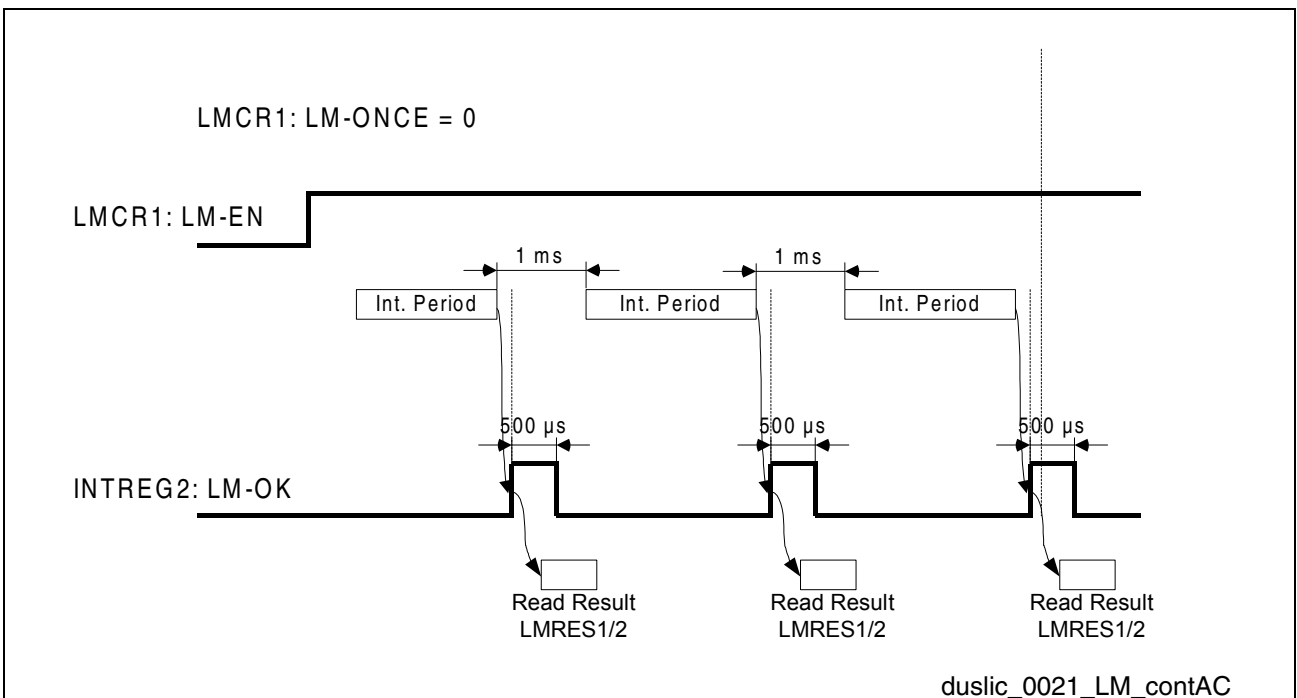 LMCR1: LM-ONCE = 0
LMCR1: LM-EN
1 ms
1 ms
Int. Period
Int. Period
Int. Period
500 µs
500 µs
500 µs
INTREG2: LM-OK
Read Result
LMRES1/2
Read Result
LMRES1/2
Read Result
LMRES1/2
duslic_0021_LM_contAC